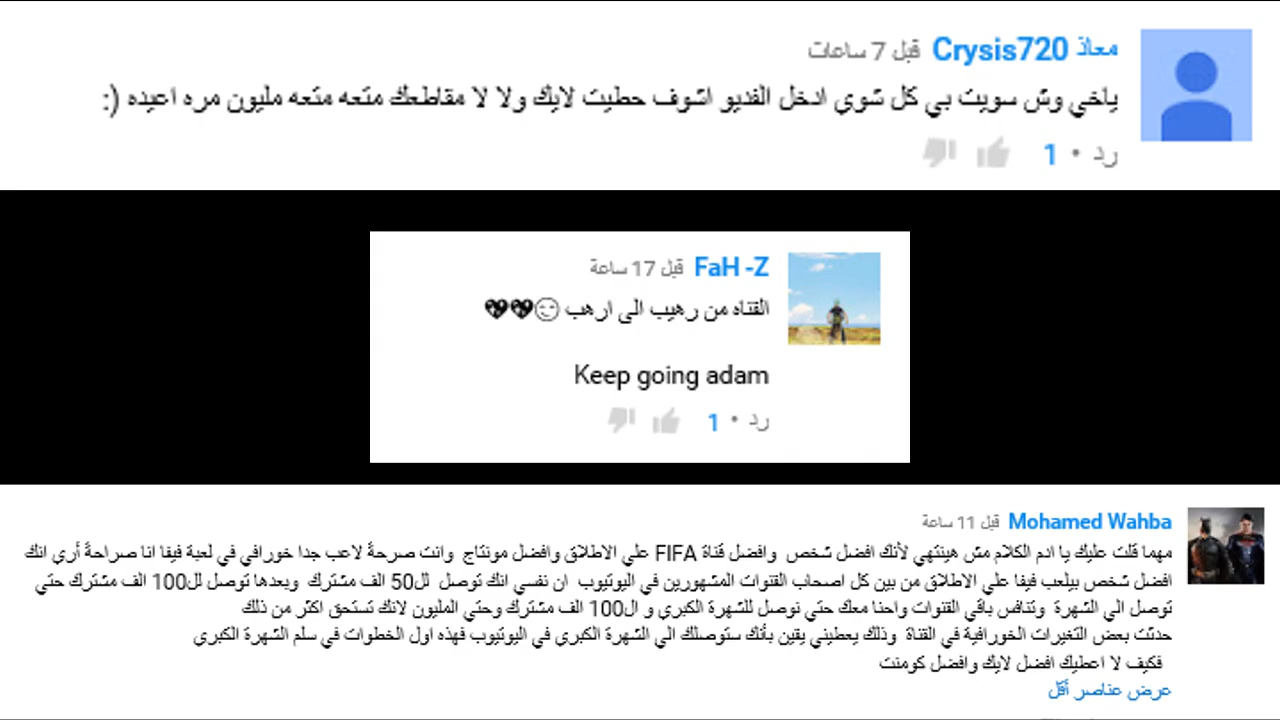 معاذ Crysis720 قبل 7 ساعات
ياخي وش سويت بي كل شوي ادخل الفديو اشوف حطيت لايك ولا لا مقاطعك متعه متعه مليون مره اعيده (:
رد • 1
FaH -Z قبل 17 ساعة
القناه من رهيب الى ارهب 😌💖💖
Keep going adam
رد • 1
Mohamed Wahba قبل 11 ساعة
مهما قلت عليك يا ادم الكلام مش هينتهي لأنك افضل شخص وافضل قناة FIFA علي الاطلاق وافضل مونتاج وانت صرحة لاعب جدا خورافي في لعبة فيفا انا صراحة أري انك
افضل شخص بيلعب فيفا علي الاطلاق من بين كل اصحاب القنوات المشهورين في اليوتيوب ان نفسي انك توصل لل50 الف مشترك وبعدها توصل لل100 الف مشترك حتي
توصل الي الشهرة وتنافس باقي القنوات واحنا معك حتي نوصل للشهرة الكبري و ال100 الف مشترك وحتي المليون لانك تستحق اكثر من ذلك
حدثت بعض التغيرات الخورافية في القناة وذلك يعطيني يقين بأنك ستوصلك الي الشهرة الكبري في اليوتيوب فهذه اول الخطوات في سلم الشهرة الكبري
فكيف لا اعطيك افضل لايك وافضل كومنت
عرض عناصر أقل